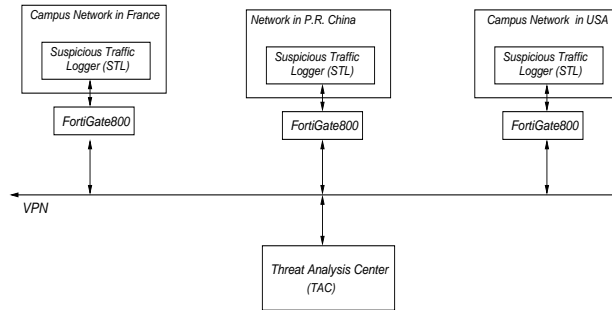 Campus Network in France
Suspicious Traffic
Logger (STL)
FortiGate800
Network in P.R. China
Suspicious Traffic
Logger (STL)
FortiGate800
Campus Network in USA
Suspicious Traffic
Logger (STL)
FortiGate800
VPN
Threat Analysis Center
(TAC)